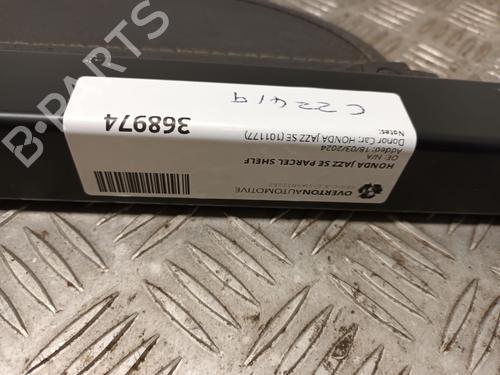 OVERTONAUTOMOTIVE
HONDA JAZZ SE PARCEL SHELF
OE: N/A
Added: 18/03/2024
Donor Car: HONDA JAZZ SE (101177)
Notes:
368974
C22419
B-PARTS